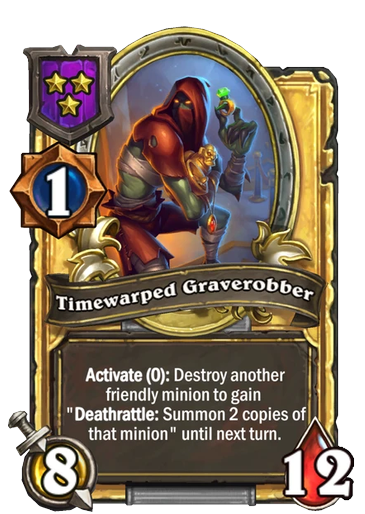 1
Timewarped Graverobber
Activate (0): Destroy another
friendly minion to gain
"Deathrattle: Summon 2 copies of
that minion" until next turn.
8
12